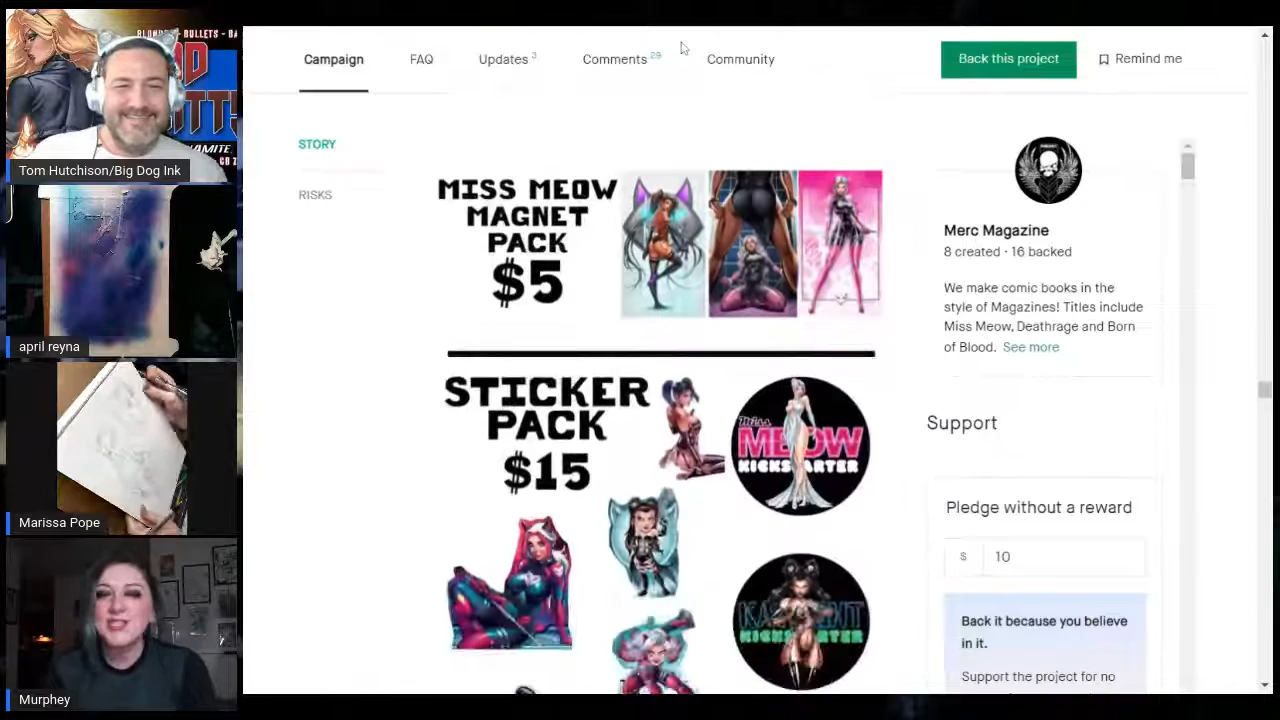 BLONDES - BULLETS - BA
Tom Hutchison/Big Dog Ink
april reyna
Marissa Pope
Murphey
Campaign
FAQ
Updates 3
Comments 29
Community
Back this project
Remind me
STORY
RISKS
MISS MEOW
MAGNET
PACK
$5
STICKER
PACK
$15
Miss
MEOW
KICKSTARTER
KICKSTARTER
Merc Magazine
8 created · 16 backed
We make comic books in the
style of Magazines! Titles include
Miss Meow, Deathrage and Born
of Blood. See more
Support
Pledge without a reward
$ 10
Back it because you believe
in it.
Support the project for no